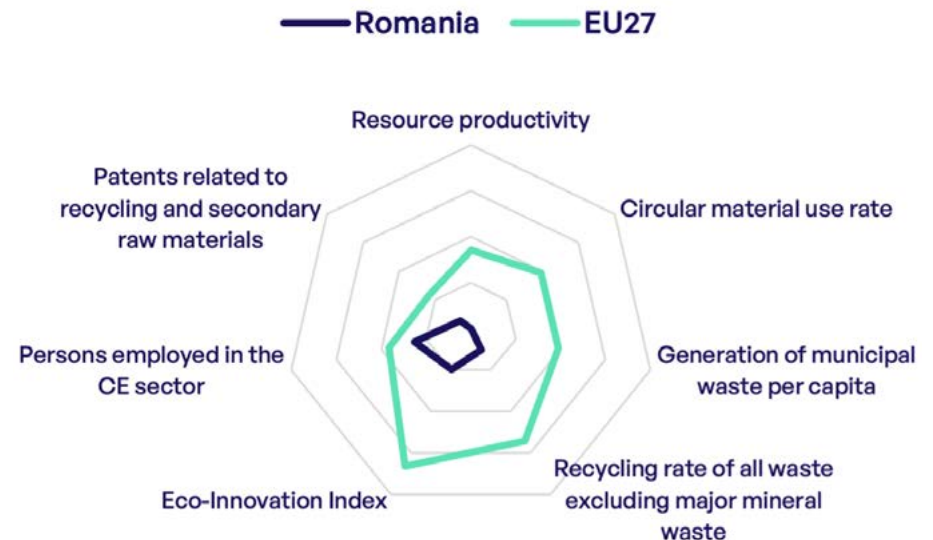 Romania EU27
Resource productivity
Patents related to
recycling and secondary
raw materials
Circular material use rate
Persons employed in the
CE sector
Generation of municipal
waste per capita
Eco-Innovation Index
Recycling rate of all waste
excluding major mineral
waste